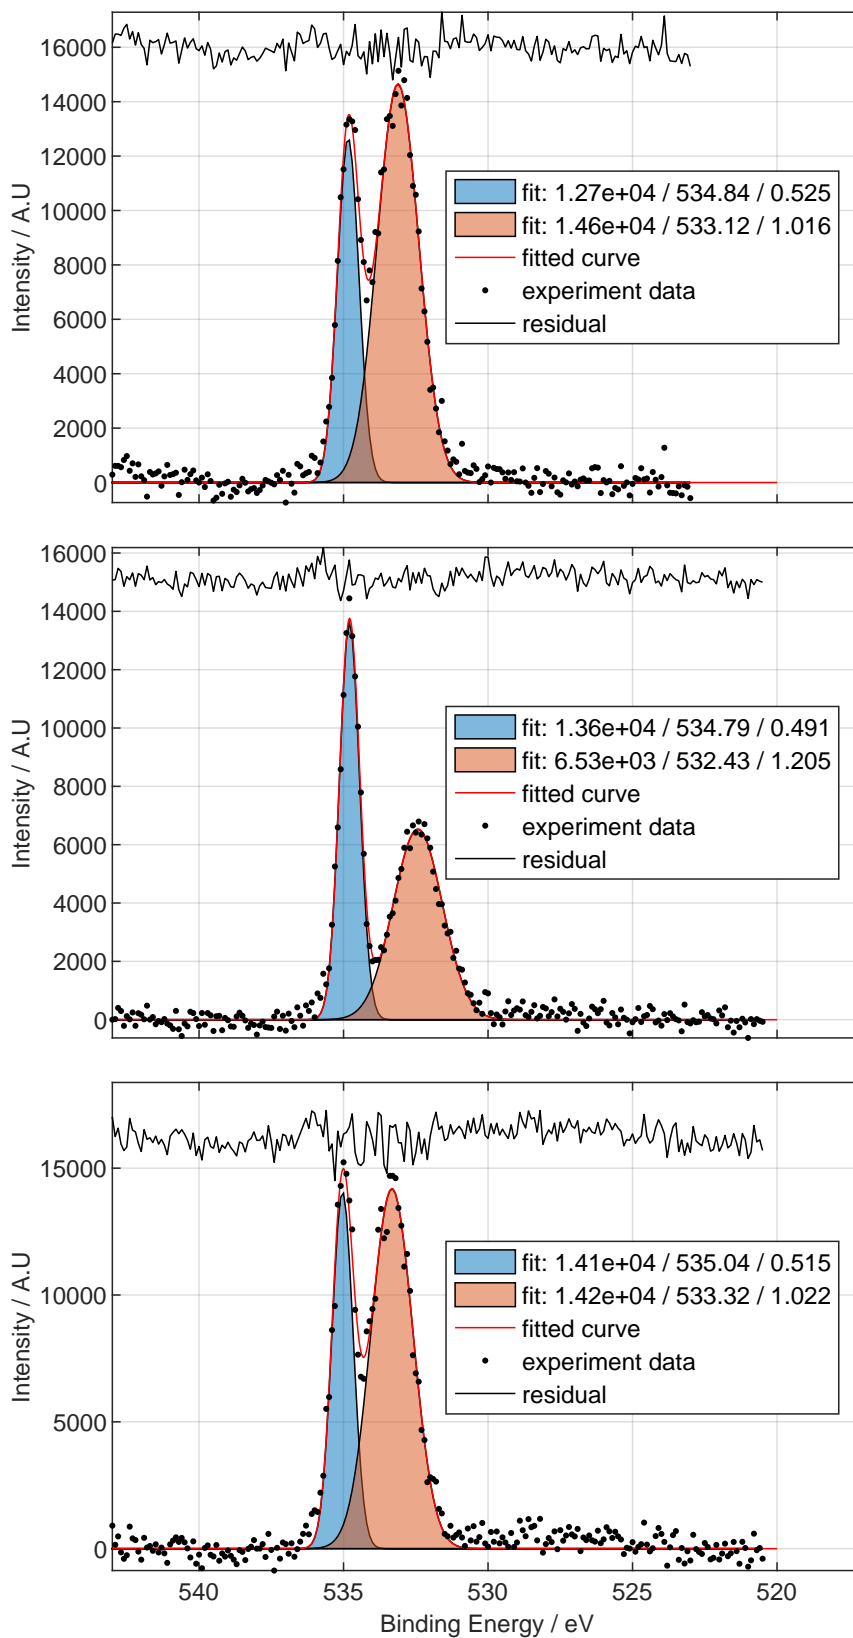 16000
14000
12000
10000
8000
6000
4000
2000
0
Intensity / A.U
fit: 1.27e+04 / 534.84 / 0.525
fit: 1.46e+04 / 533.12 / 1.016
fitted curve
experiment data
residual
16000
14000
12000
10000
8000
6000
4000
2000
0
Intensity / A.U
fit: 1.36e+04 / 534.79 / 0.491
fit: 6.53e+03 / 532.43 / 1.205
fitted curve
experiment data
residual
15000
10000
5000
0
Intensity / A.U
fit: 1.41e+04 / 535.04 / 0.515
fit: 1.42e+04 / 533.32 / 1.022
fitted curve
experiment data
residual
540 535 530 525 520
Binding Energy / eV